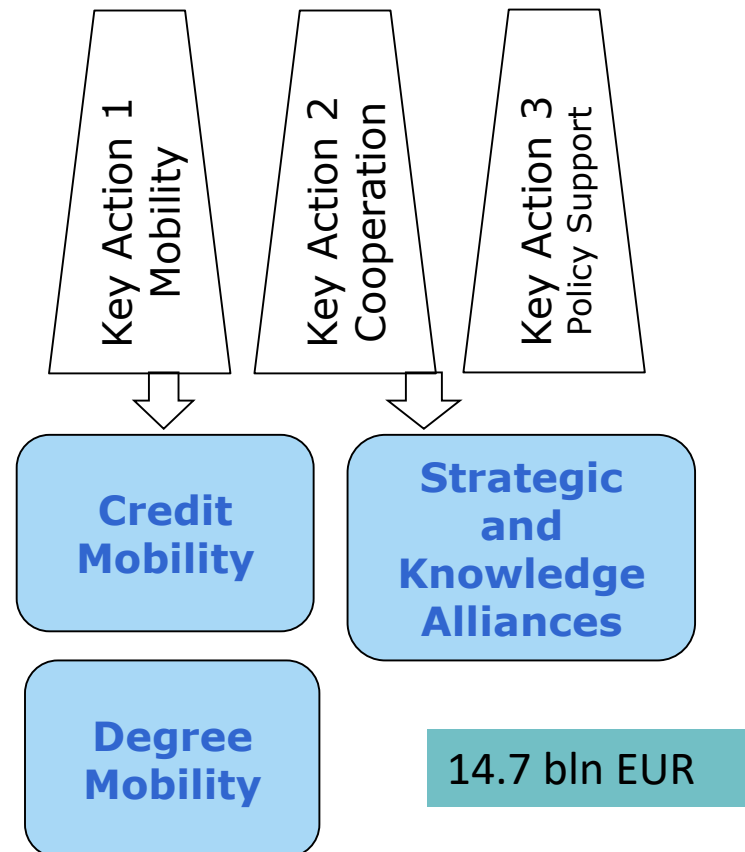 Key Action 1
Mobility
Key Action 2
Cooperation
Key Action 3
Policy Support
Credit
Mobility
Strategic
and
Knowledge
Alliances
Degree
Mobility
14.7 bln EUR